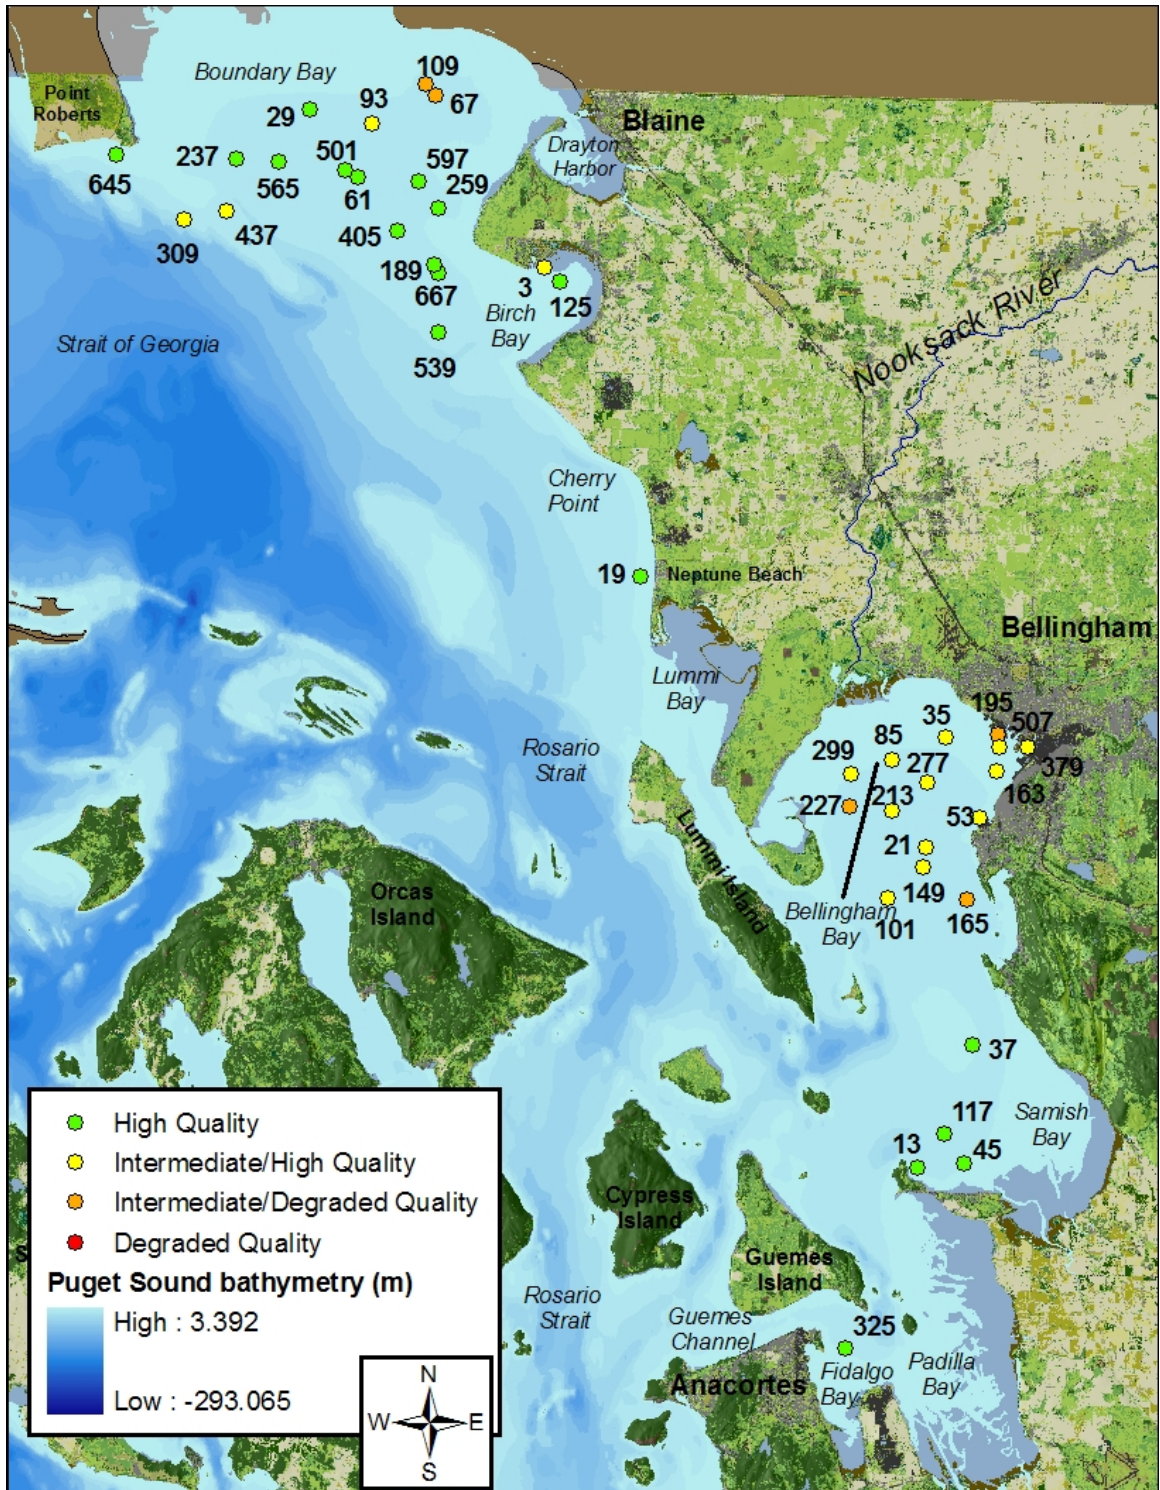 Boundary Bay
109
Point
Roberts
93
67
29
Blaine
237
501
597
Drayton
Harbor
645
565
61
259
309
437
405
189
667
3
125
Birch
Bay
Strait of Georgia
539
Nooksack River
Cherry
Point
19
Neptune Beach
Bellingham
Lummi
Bay
195
35
507
85
299
277
379
Rosario
Strait
163
227
213
53
21
Lummi Island
Orcas
Island
149
Bellingham
Bay
101
165
37
117
Samish
Bay
13
45
High Quality
Intermediate/High Quality
Intermediate/Degraded Quality
Degraded Quality
Puget Sound bathymetry (m)
High : 3.392
Low : -293.065
S
Cypress
Island
Guemes
Island
Rosario
Strait
Guemes
Channel
325
Anacortes
Fidalgo
Bay
Padilla
Bay
N
W
E
S